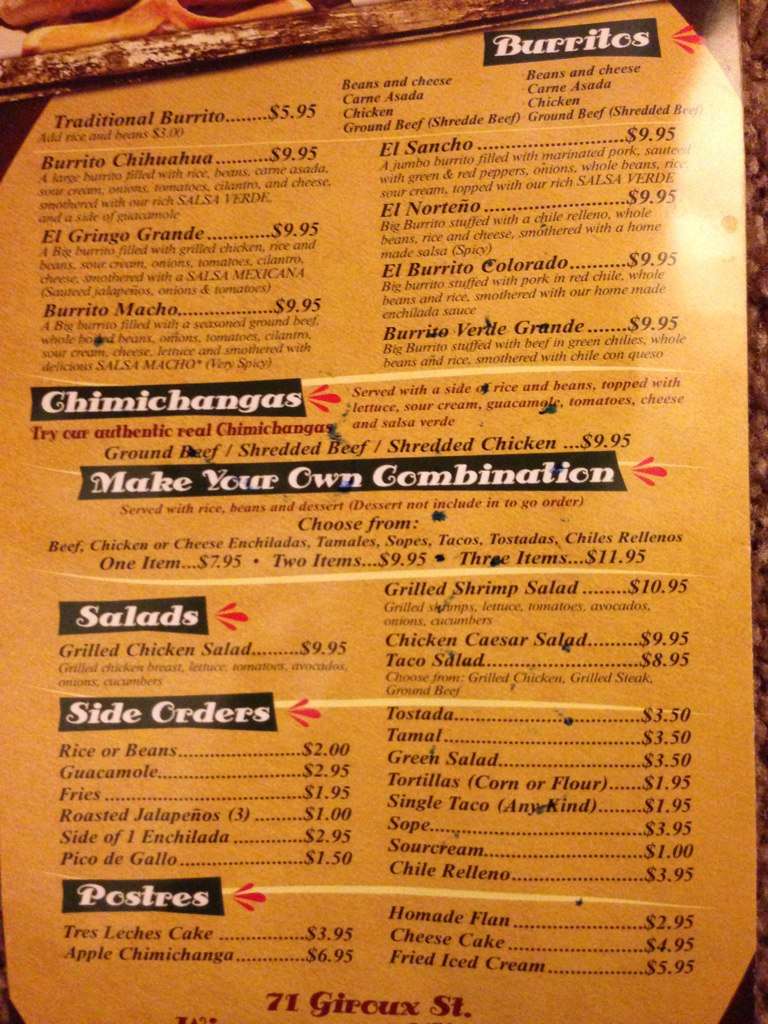 Burritos
Traditional Burrito........$5.95
Add rice and beans $3.00
Beans and cheese
Carne Asada
Chicken
Ground Beef (Shredde Beef)
Beans and cheese
Carne Asada
Chicken
Ground Beef (Shredded Beef)
Burrito Chihuahua ..........$9.95
A large burrito filled with rice, beans, carne asada,
sour cream, onions, tomatoes, cilantro, and cheese,
smothered with our rich SALSA VERDE,
and a side of guacamole
El Gringo Grande ............$9.95
A Big burrito filled with grilled chicken, rice and
beans, sour cream, onions, tomatoes, cilantro,
cheese, smothered with a SALSA MEXICANA
(Sauteed jalapeños, onions & tomatoes)
Burrito Macho..................$9.95
A Big burrito filled with a seasoned ground beef,
whole boiled beans, onions, tomatoes, cilantro,
sour cream, cheese, lettuce and smothered with
delicious SALSA MACHO* (Very Spicy)
El Sancho ...........................$9.95
A jumbo burrito filled with marinated pork, sauteed
with green & red peppers, onions, whole beans, rice,
sour cream, topped with our rich SALSA VERDE
El Norteño ..........................$9.95
Big Burrito stuffed with a chile relleno, whole
beans, rice and cheese, smothered with a home
made salsa (Spicy)
El Burrito Colorado..........$9.95
Big burrito stuffed with pork in red chile, whole
beans and rice, smothered with our home made
enchilada sauce
Burrito Verde Grande .......$9.95
Big Burrito stuffed with beef in green chilies, whole
beans and rice, smothered with chile con queso
Chimichangas
Try our authentic real Chimichangas
Served with a side of rice and beans, topped with
lettuce, sour cream, guacamole, tomatoes, cheese
and salsa verde
Ground Beef / Shredded Beef / Shredded Chicken ...$9.95
Make Your Own Combination
Served with rice, beans and dessert (Dessert not include in to go order)
Choose from:
Beef, Chicken or Cheese Enchiladas, Tamales, Sopes, Tacos, Tostadas, Chiles Rellenos
One Item...$7.95 • Two Items...$9.95 • Three Items...$11.95
Salads
Grilled Chicken Salad.........$9.95
Grilled chicken breast, lettuce, tomatoes, avocados,
onions, cucumbers
Grilled Shrimp Salad ........$10.95
Grilled shrimps, lettuce, tomatoes, avocados,
onions, cucumbers
Chicken Caesar Salad.........$9.95
Taco Salad...........................$8.95
Choose from: Grilled Chicken, Grilled Steak,
Ground Beef
Side Orders
Rice or Beans......................$2.00
Guacamole.........................$2.95
Fries ...................................$1.95
Roasted Jalapeños (3) ........$1.00
Side of 1 Enchilada ............$2.95
Pico de Gallo......................$1.50
Tostada................................$3.50
Tamal..................................$3.50
Green Salad........................$3.50
Tortillas (Corn or Flour)......$1.95
Single Taco (Any Kind)........$1.95
Sope.....................................$3.95
Sourcream...........................$1.00
Chile Relleno.......................$3.95
Postres
Tres Leches Cake ...............$3.95
Apple Chimichanga............$6.95
Homade Flan ......................$2.95
Cheese Cake ........................$4.95
Fried Iced Cream.................$5.95
71 Giroux St.